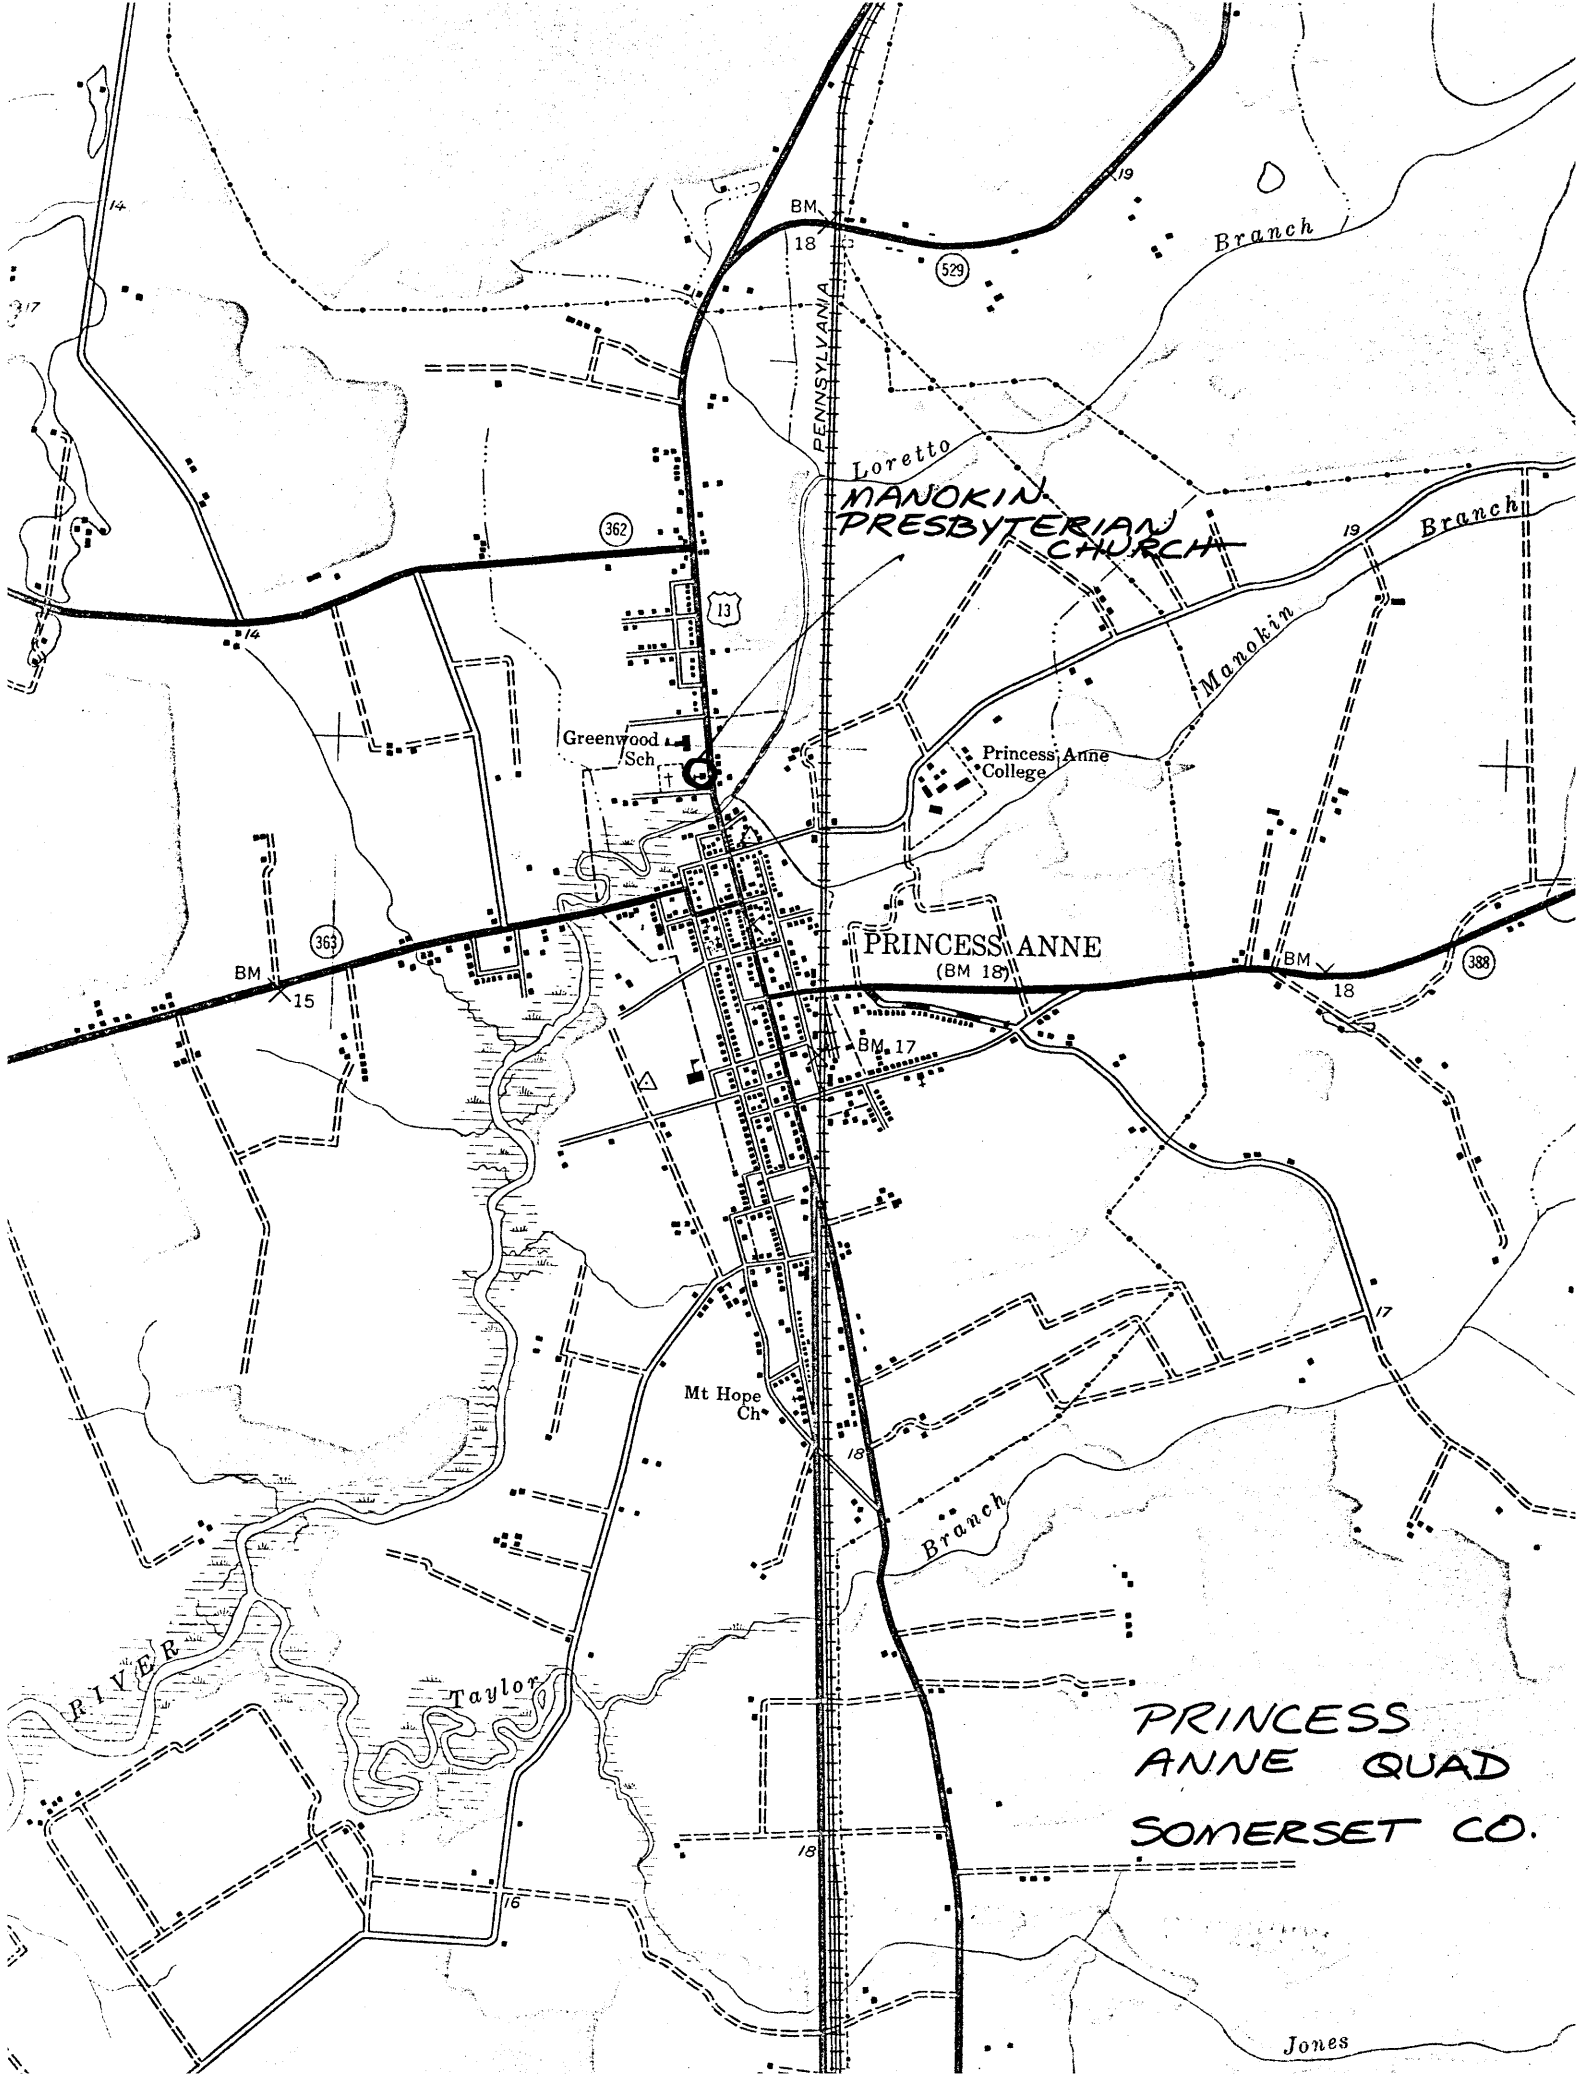 19
14
BM
18
Branch
529
17
PENNSYLVANIA
Loretto
MANOKIN
PRESBYTERIAN
CHURCH
362
19
Branch
13
14
Manokin
Greenwood
Sch
Princess Anne
College
363
PRINCESS ANNE
(BM 18)
BM
15
BM
18
388
BM 17
17
Mt Hope
Ch
18
Branch
RIVER
Taylor
PRINCESS
ANNE QUAD
SOMERSET CO.
18
16
Jones